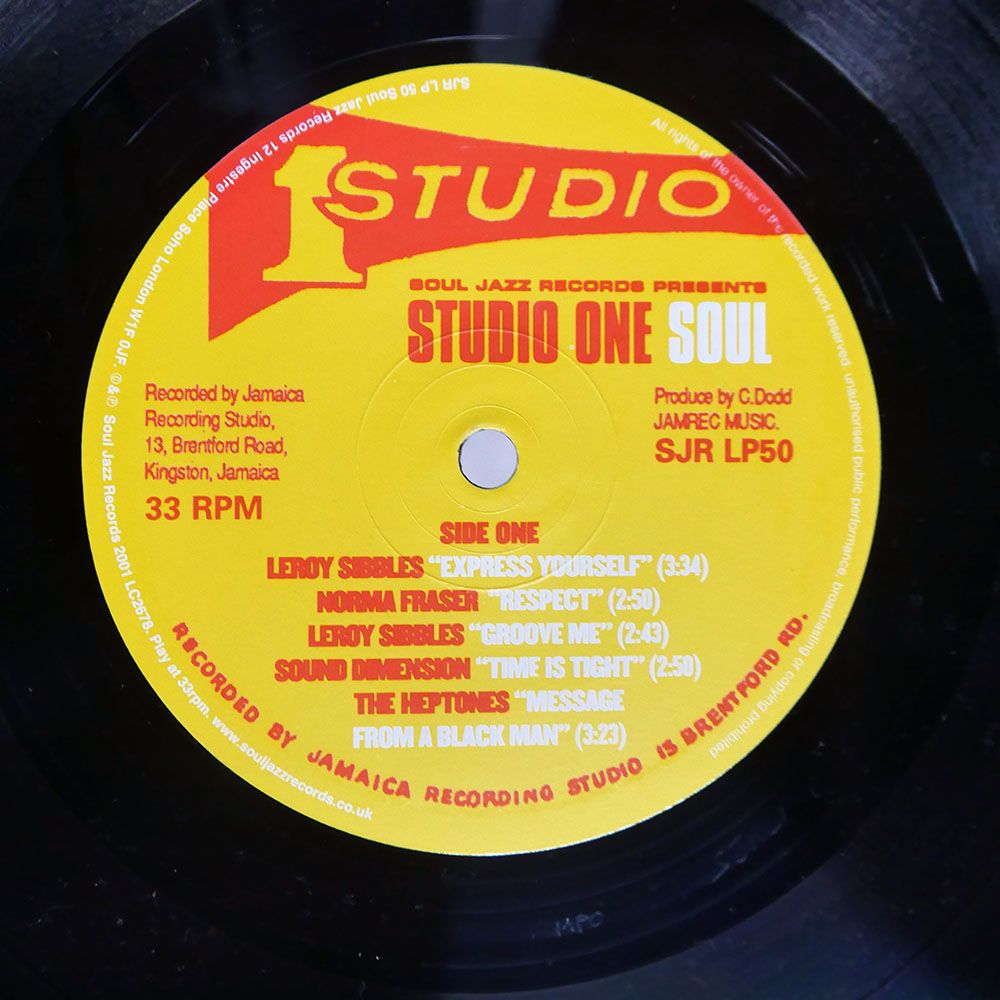 1 STUDIO
SOUL JAZZ RECORDS PRESENTS
STUDIO ONE SOUL
Recorded by Jamaica
Recording Studio,
13, Brentford Road,
Kingston, Jamaica
33 RPM
Produce by C.Dodd
JAMREC MUSIC.
SJR LP50
SIDE ONE
LEROY SIBBLES "EXPRESS YOURSELF" (3:34)
NORMA FRASER "RESPECT" (2:50)
LEROY SIBBLES "GROOVE ME" (2:43)
SOUND DIMENSION "TIME IS TIGHT" (2:50)
THE HEPTONES "MESSAGE
FROM A BLACK MAN" (3:23)
RECORDED BY JAMAICA RECORDING STUDIO 13 BRENTFORD RD.
SJR LP 50 Soul Jazz Records 12 Ingestre Place Soho London W1F 0JF. ©&℗ Soul Jazz Records 2001 LC2678. Play at 33rpm. www.souljazzrecords.co.uk
All rights of the owner of the recorded work reserved. unauthorised public performance, broadcasting or copying prohibited
MPO